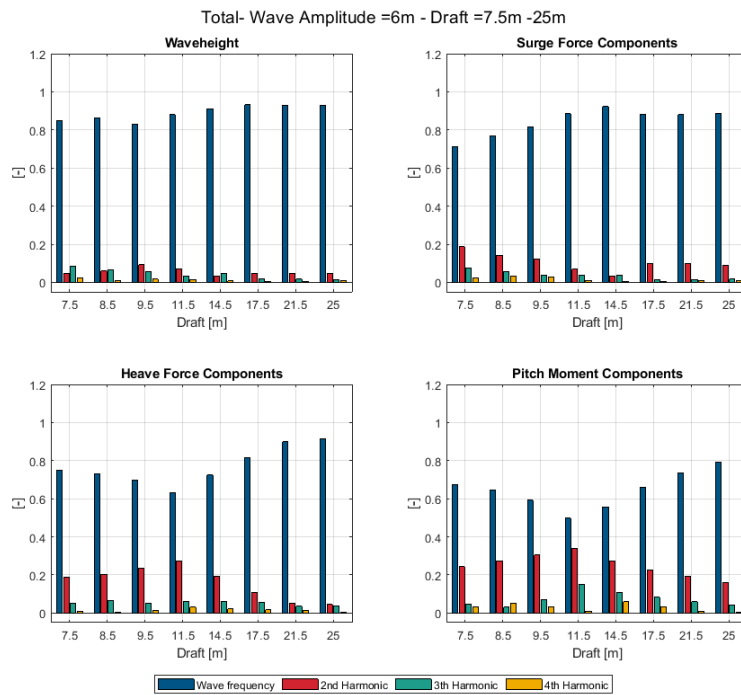 Total- Wave Amplitude =6m - Draft =7.5m -25m
Waveheight
1.2
1
0.8
0.6
0.4
0.2
0
[-]
7.5 8.5 9.5 11.5 14.5 17.5 21.5 25
Draft [m]
Surge Force Components
1.2
1
0.8
0.6
0.4
0.2
0
[-]
7.5 8.5 9.5 11.5 14.5 17.5 21.5 25
Draft [m]
Heave Force Components
1.2
1
0.8
0.6
0.4
0.2
0
[-]
7.5 8.5 9.5 11.5 14.5 17.5 21.5 25
Draft [m]
Pitch Moment Components
1.2
1
0.8
0.6
0.4
0.2
0
[-]
7.5 8.5 9.5 11.5 14.5 17.5 21.5 25
Draft [m]
Wave frequency 2nd Harmonic 3th Harmonic 4th Harmonic